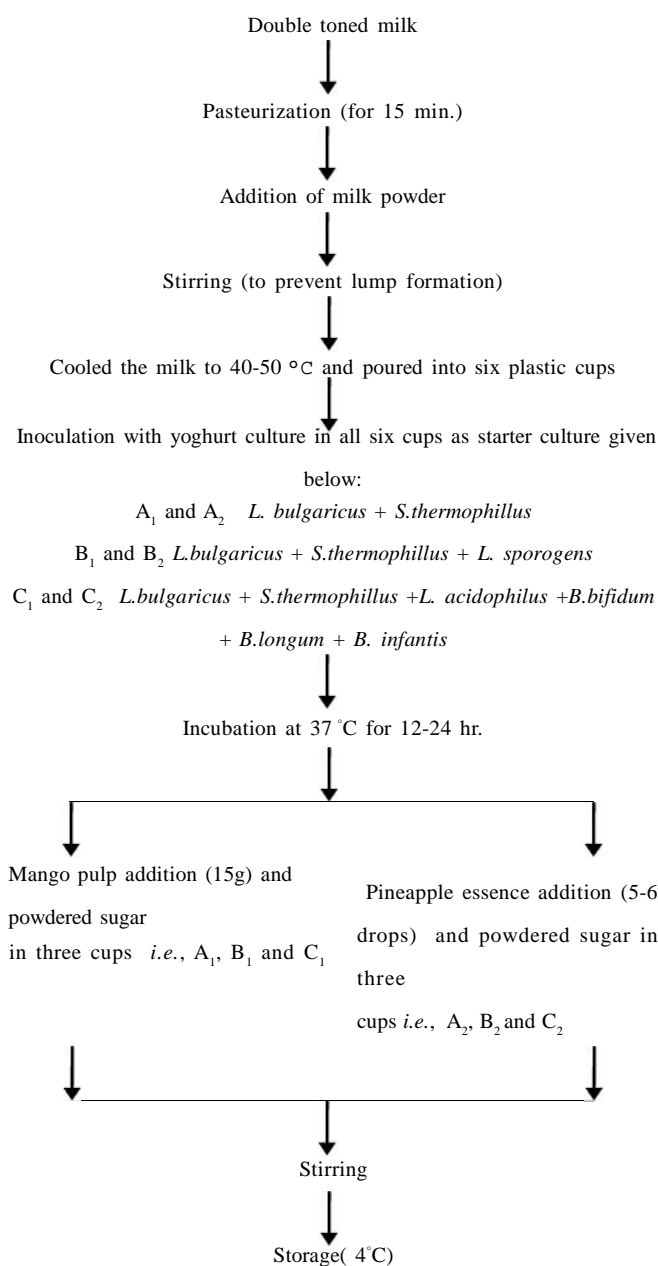 Double toned milk
Pasteurization (for 15 min.)
Addition of milk powder
Stirring (to prevent lump formation)
Cooled the milk to 40-50 °C and poured into six plastic cups
Inoculation with yoghurt culture in all six cups as starter culture given
below:
A₁ and A₂ L. bulgaricus + S.thermophillus
B₁ and B₂ L.bulgaricus + S.thermophillus + L. sporogens
C₁ and C₂ L.bulgaricus + S.thermophillus +L. acidophilus +B.bifidum
+ B.longum + B. infantis
Incubation at 37 °C for 12-24 hr.
Mango pulp addition (15g) and
powdered sugar
in three cups i.e., A₁, B₁ and C₁
Pineapple essence addition (5-6
drops) and powdered sugar in
three
cups i.e., A₂, B₂ and C₂
Stirring
Storage( 4°C)